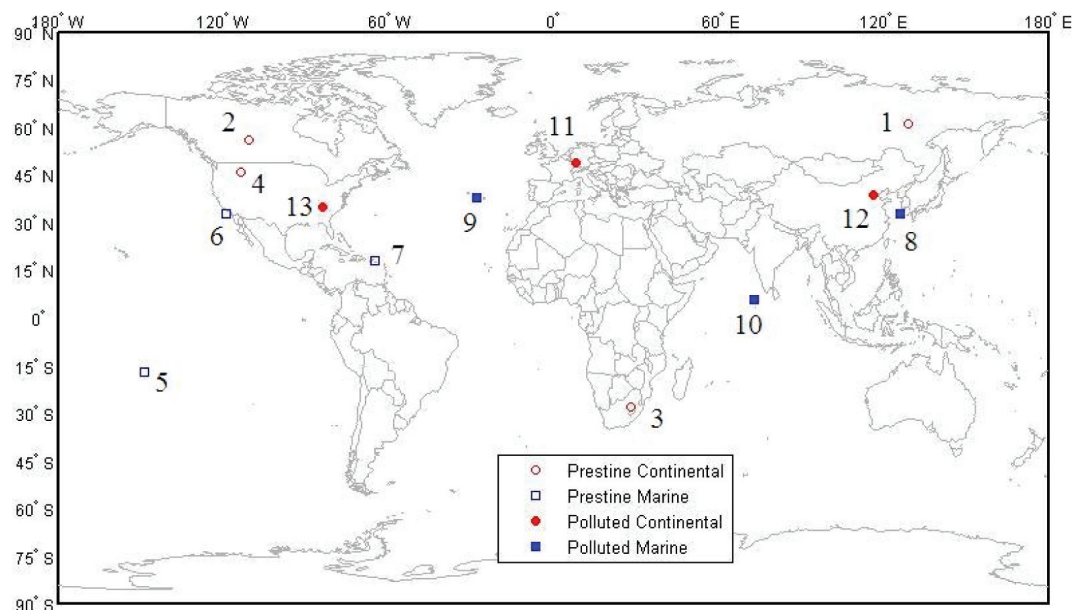 180° W 120° W 60° W 0° 60° E 120° E 180° E
90° N
75° N
60° N
45° N
30° N
15° N
0°
15° S
30° S
45° S
60° S
75° S
90° S
11
2 1
4
13 12
6 9 8
7
10
5
3
Prestine Continental
Prestine Marine
Polluted Continental
Polluted Marine